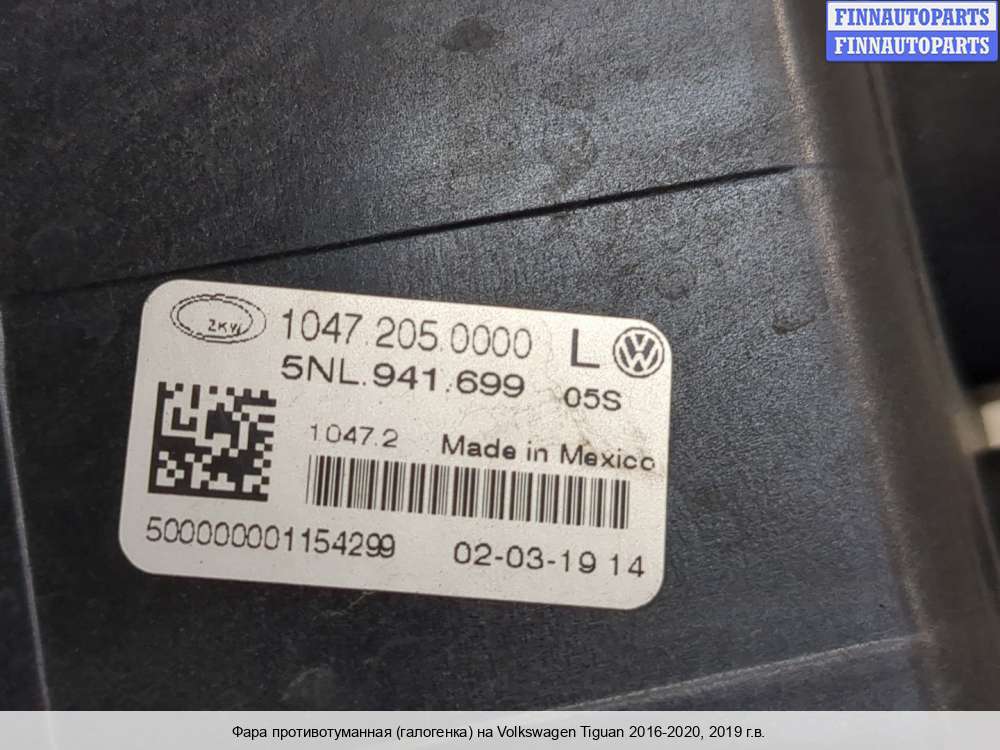 FINNAUTOPARTS
FINNAUTOPARTS
ZKW 1047.205.0000 L
5NL.941.699 05S
1047.2 Made in Mexico
500000001154299 02-03-19 14
Фара противотуманная (галогенка) на Volkswagen Tiguan 2016-2020, 2019 г.в.